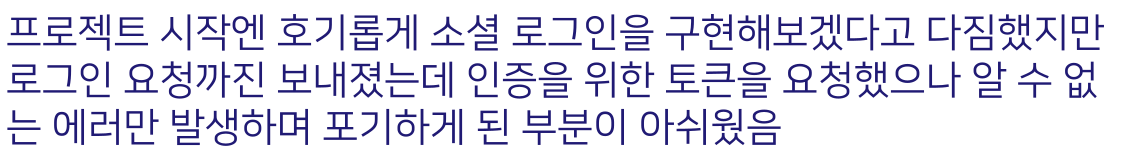 프로젝트 시작엔 호기롭게 소셜 로그인을 구현해보겠다고 다짐했지만
로그인 요청까진 보내졌는데 인증을 위한 토큰을 요청했으나 알 수 없
는 에러만 발생하며 포기하게 된 부분이 아쉬웠음